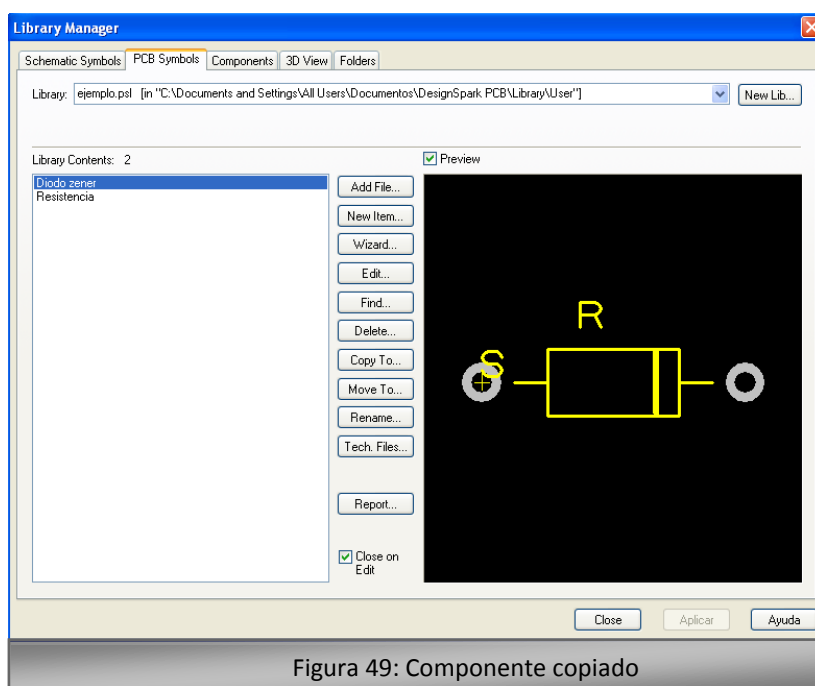 Library Manager
Schematic Symbols PCB Symbols Components 3D View Folders
Library: ejemplo.psl [in "C:\Documents and Settings\All Users\Documentos\DesignSpark PCB\Library\User"] New Lib...
Library Contents: 2
Preview
Diodo zener
Resistencia
Add File...
New Item...
Wizard...
Edit...
Find...
Delete...
Copy To...
Move To...
Rename...
Tech. Files...
Report...
Close on
Edit
R
S
Close Aplicar Ayuda
Figura 49: Componente copiado